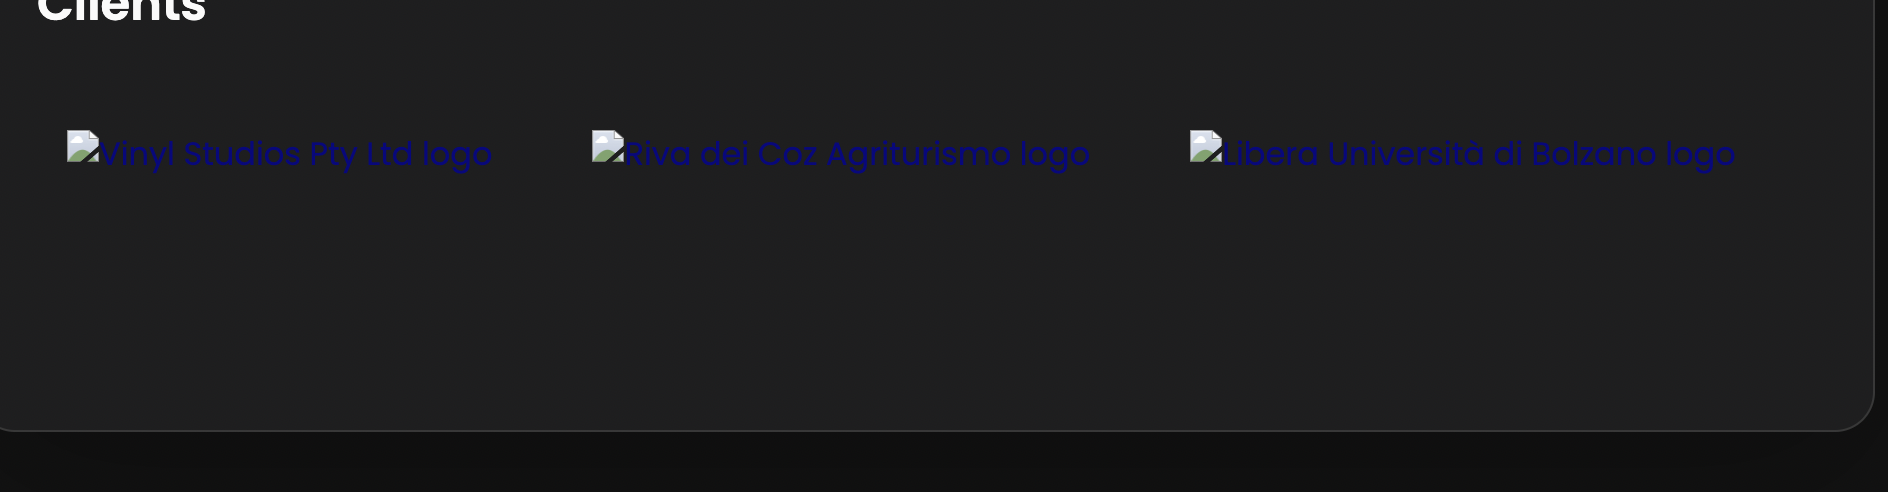 Clients
Vinyl Studios Pty Ltd logo
Riva dei Coz Agriturismo logo
Libera Università di Bolzano logo